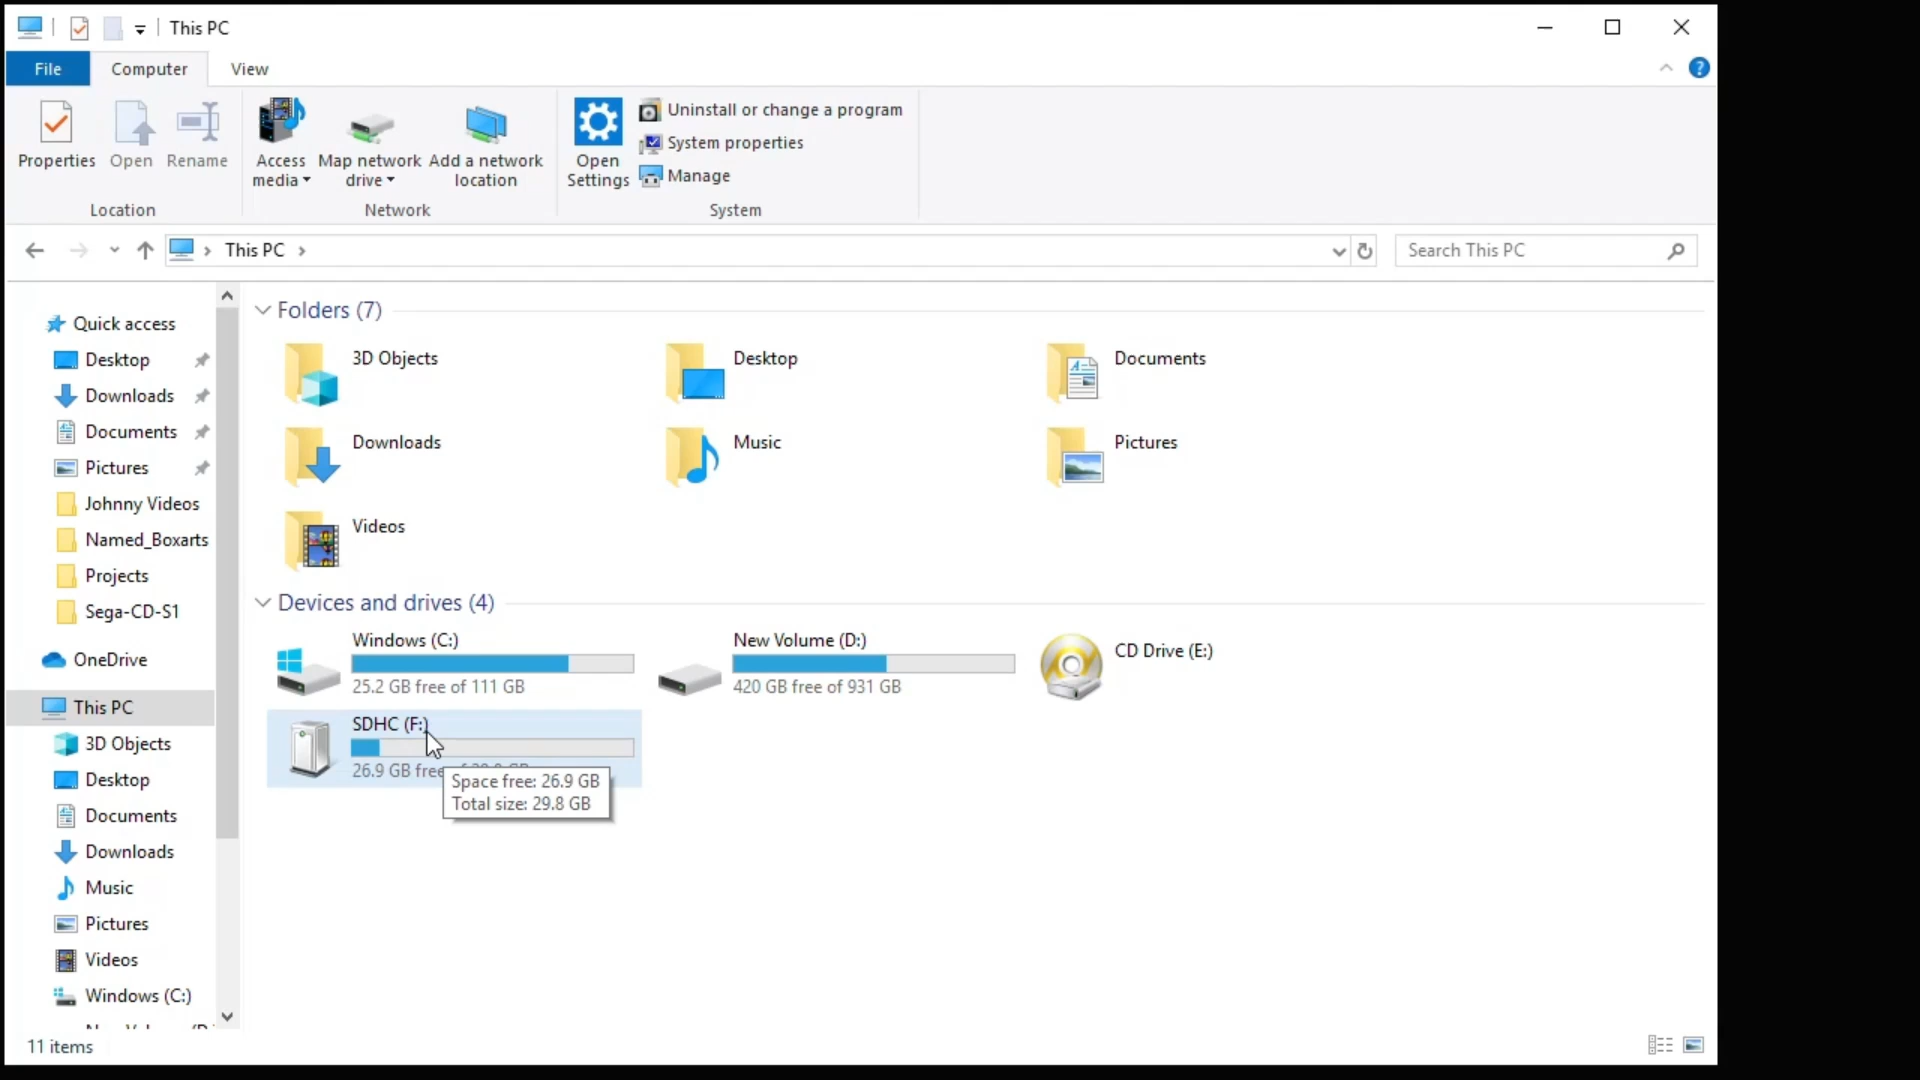 This PC
File
Computer
View
Properties
Open
Rename
Access media
Map network drive
Add a network location
Open Settings
Uninstall or change a program
System properties
Manage
Location
Network
System
This PC
Search This PC
Quick access
Desktop
Downloads
Documents
Pictures
Johnny Videos
Named_Boxarts
Projects
Sega-CD-S1
OneDrive
This PC
3D Objects
Desktop
Documents
Downloads
Music
Pictures
Videos
Windows (C:)
Folders (7)
3D Objects
Desktop
Documents
Downloads
Music
Pictures
Videos
Devices and drives (4)
Windows (C:)
25.2 GB free of 111 GB
New Volume (D:)
420 GB free of 931 GB
CD Drive (E:)
SDHC (F:)
26.9 GB free
Space free: 26.9 GB
Total size: 29.8 GB
11 items